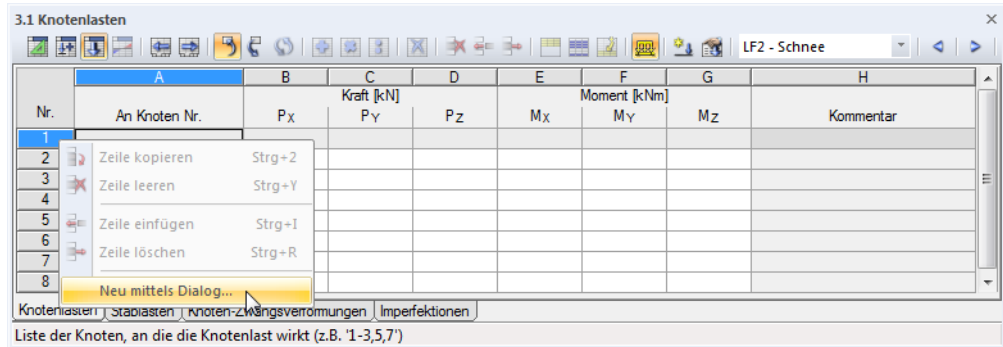 3.1 Knotenlasten
LF2 - Schnee
A B C D E F G H
Kraft [kN] Moment [kNm]
Nr. An Knoten Nr. PX PY PZ MX MY MZ Kommentar
1
2 Zeile kopieren Strg+2
3 Zeile leeren Strg+Y
4
5 Zeile einfügen Strg+I
6
7 Zeile löschen Strg+R
8 Neu mittels Dialog...
Knotenlasten Stablasten Knoten-Zwangsverformungen Imperfektionen
Liste der Knoten, an die die Knotenlast wirkt (z.B. '1-3,5,7')